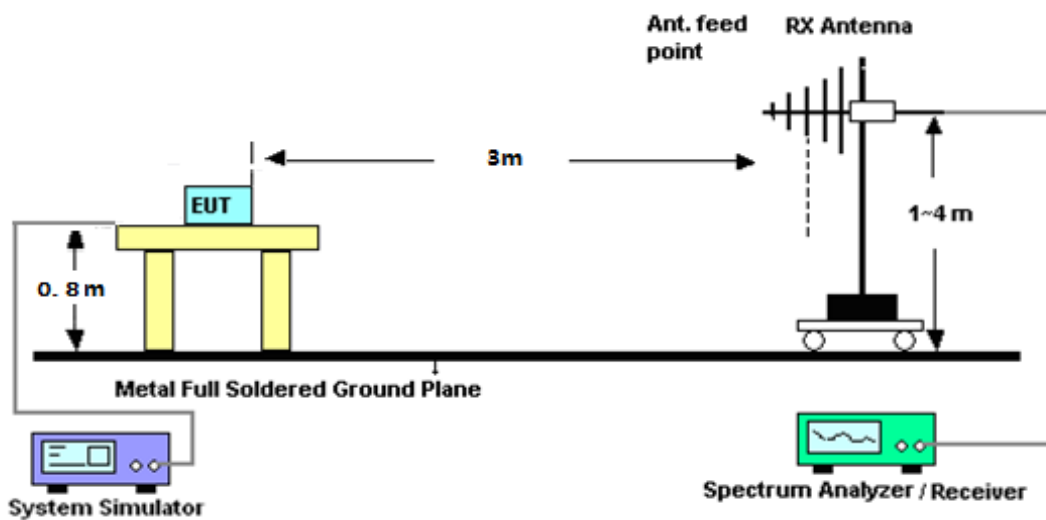 Ant. feed
point
RX Antenna
3m
EUT
1~4 m
0.8m
Metal Full Soldered Ground Plane
System Simulator
Spectrum Analyzer / Receiver